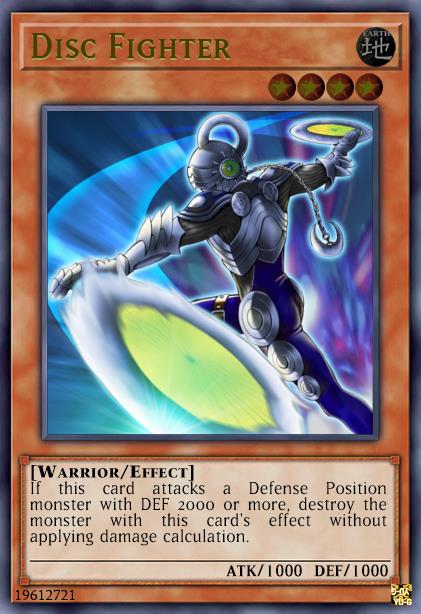 Disc Fighter
EARTH
地
[Warrior/Effect]
If this card attacks a Defense Position
monster with DEF 2000 or more, destroy the
monster with this card's effect without
applying damage calculation.
ATK/1000 DEF/1000
19612721